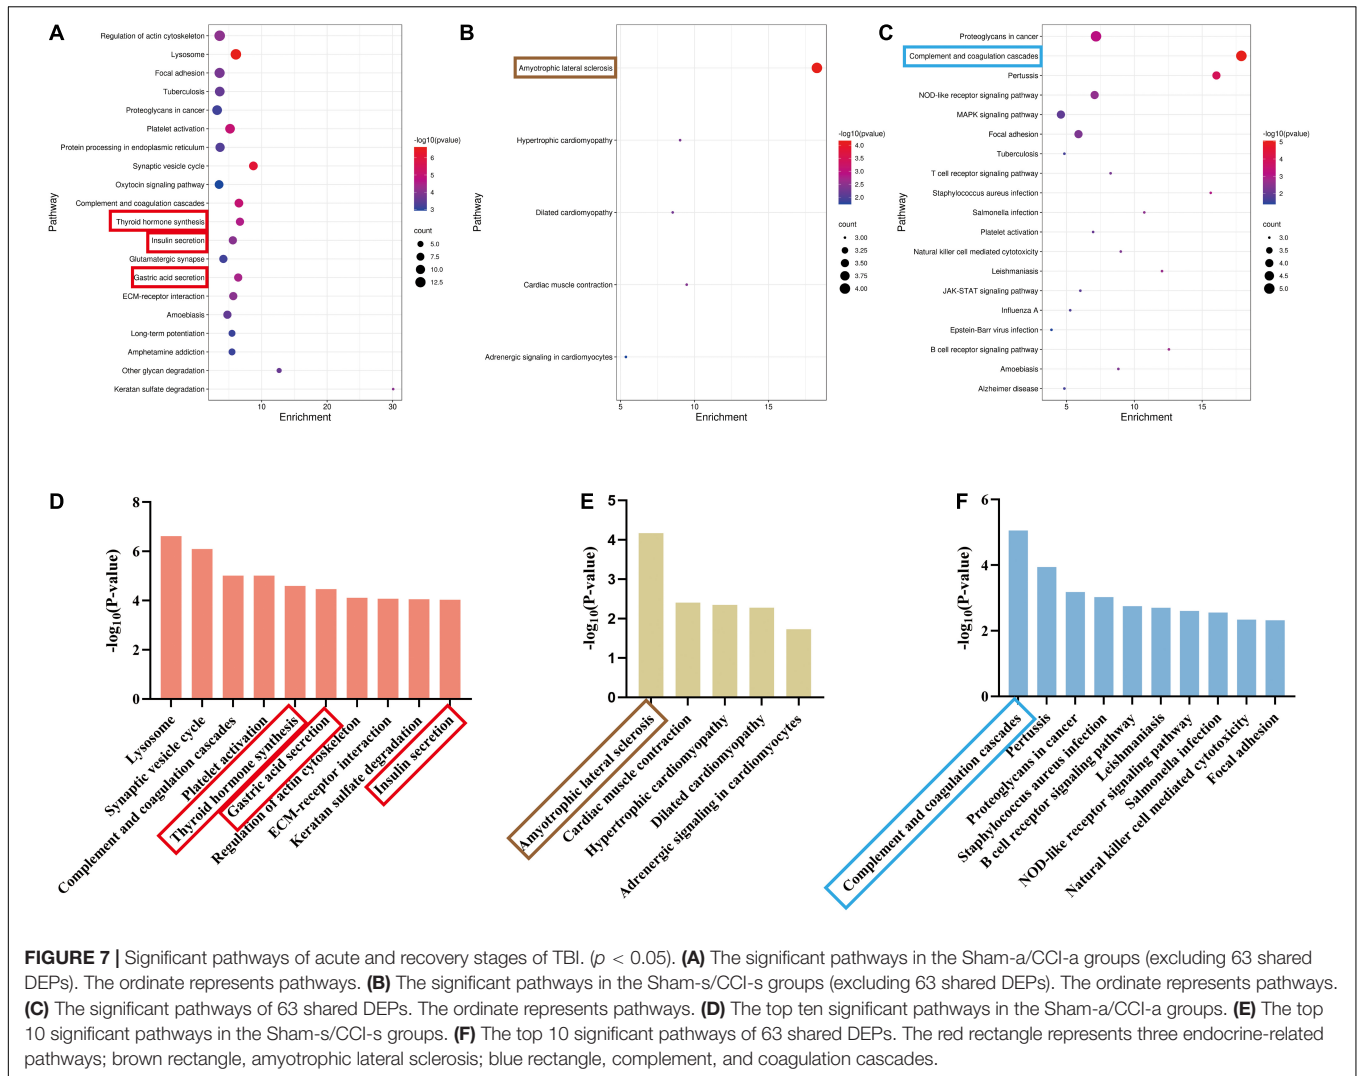 A
Regulation of actin cytoskeleton
Lysosome
Focal adhesion
Tuberculosis
Proteoglycans in cancer
Platelet activation
Protein processing in endoplasmic reticulum
Synaptic vesicle cycle
Oxytocin signaling pathway
Complement and coagulation cascades
Thyroid hormone synthesis
Insulin secretion
Glutamatergic synapse
Gastric acid secretion
ECM-receptor interaction
Amoebiasis
Long-term potentiation
Amphetamine addiction
Other glycan degradation
Keratan sulfate degradation
Pathway
10
20
30
Enrichment
-log10(pvalue)
6
5
4
3
count
5.0
7.5
10.0
12.5
B
Amyotrophic lateral sclerosis
Hypertrophic cardiomyopathy
Dilated cardiomyopathy
Cardiac muscle contraction
Adrenergic signaling in cardiomyocytes
Pathway
5
10
15
Enrichment
-log10(pvalue)
4.0
3.5
3.0
2.5
2.0
count
3.00
3.25
3.50
3.75
4.00
C
Proteoglycans in cancer
Complement and coagulation cascades
Pertussis
NOD-like receptor signaling pathway
MAPK signaling pathway
Focal adhesion
Tuberculosis
T cell receptor signaling pathway
Staphylococcus aureus infection
Salmonella infection
Platelet activation
Natural killer cell mediated cytotoxicity
Leishmaniasis
JAK-STAT signaling pathway
Influenza A
Epstein-Barr virus infection
B cell receptor signaling pathway
Amoebiasis
Alzheimer disease
Pathway
5
10
15
Enrichment
-log10(pvalue)
5
4
3
2
count
3.0
3.5
4.0
4.5
5.0
D
8
6
4
2
0
-log10(P-value)
Lysosome
Synaptic vesicle cycle
Complement and coagulation cascades
Platelet activation
Thyroid hormone synthesis
Gastric acid secretion
Regulation of actin cytoskeleton
ECM-receptor interaction
Keratan sulfate degradation
Insulin secretion
E
5
4
3
2
1
0
-log10(P-value)
Amyotrophic lateral sclerosis
Cardiac muscle contraction
Hypertrophic cardiomyopathy
Dilated cardiomyopathy
Adrenergic signaling in cardiomyocytes
F
6
4
2
0
-log10(P-value)
Complement and coagulation cascades
Pertussis
Proteoglycans in cancer
Staphylococcus aureus infection
B cell receptor signaling pathway
Leishmaniasis
NOD-like receptor signaling pathway
Salmonella infection
Natural killer cell mediated cytotoxicity
Focal adhesion
FIGURE 7 | Significant pathways of acute and recovery stages of TBI. (p < 0.05). (A) The significant pathways in the Sham-a/CCI-a groups (excluding 63 shared
DEPs). The ordinate represents pathways. (B) The significant pathways in the Sham-s/CCI-s groups (excluding 63 shared DEPs). The ordinate represents pathways.
(C) The significant pathways of 63 shared DEPs. The ordinate represents pathways. (D) The top ten significant pathways in the Sham-a/CCI-a groups. (E) The top
10 significant pathways in the Sham-s/CCI-s groups. (F) The top 10 significant pathways of 63 shared DEPs. The red rectangle represents three endocrine-related
pathways; brown rectangle, amyotrophic lateral sclerosis; blue rectangle, complement, and coagulation cascades.